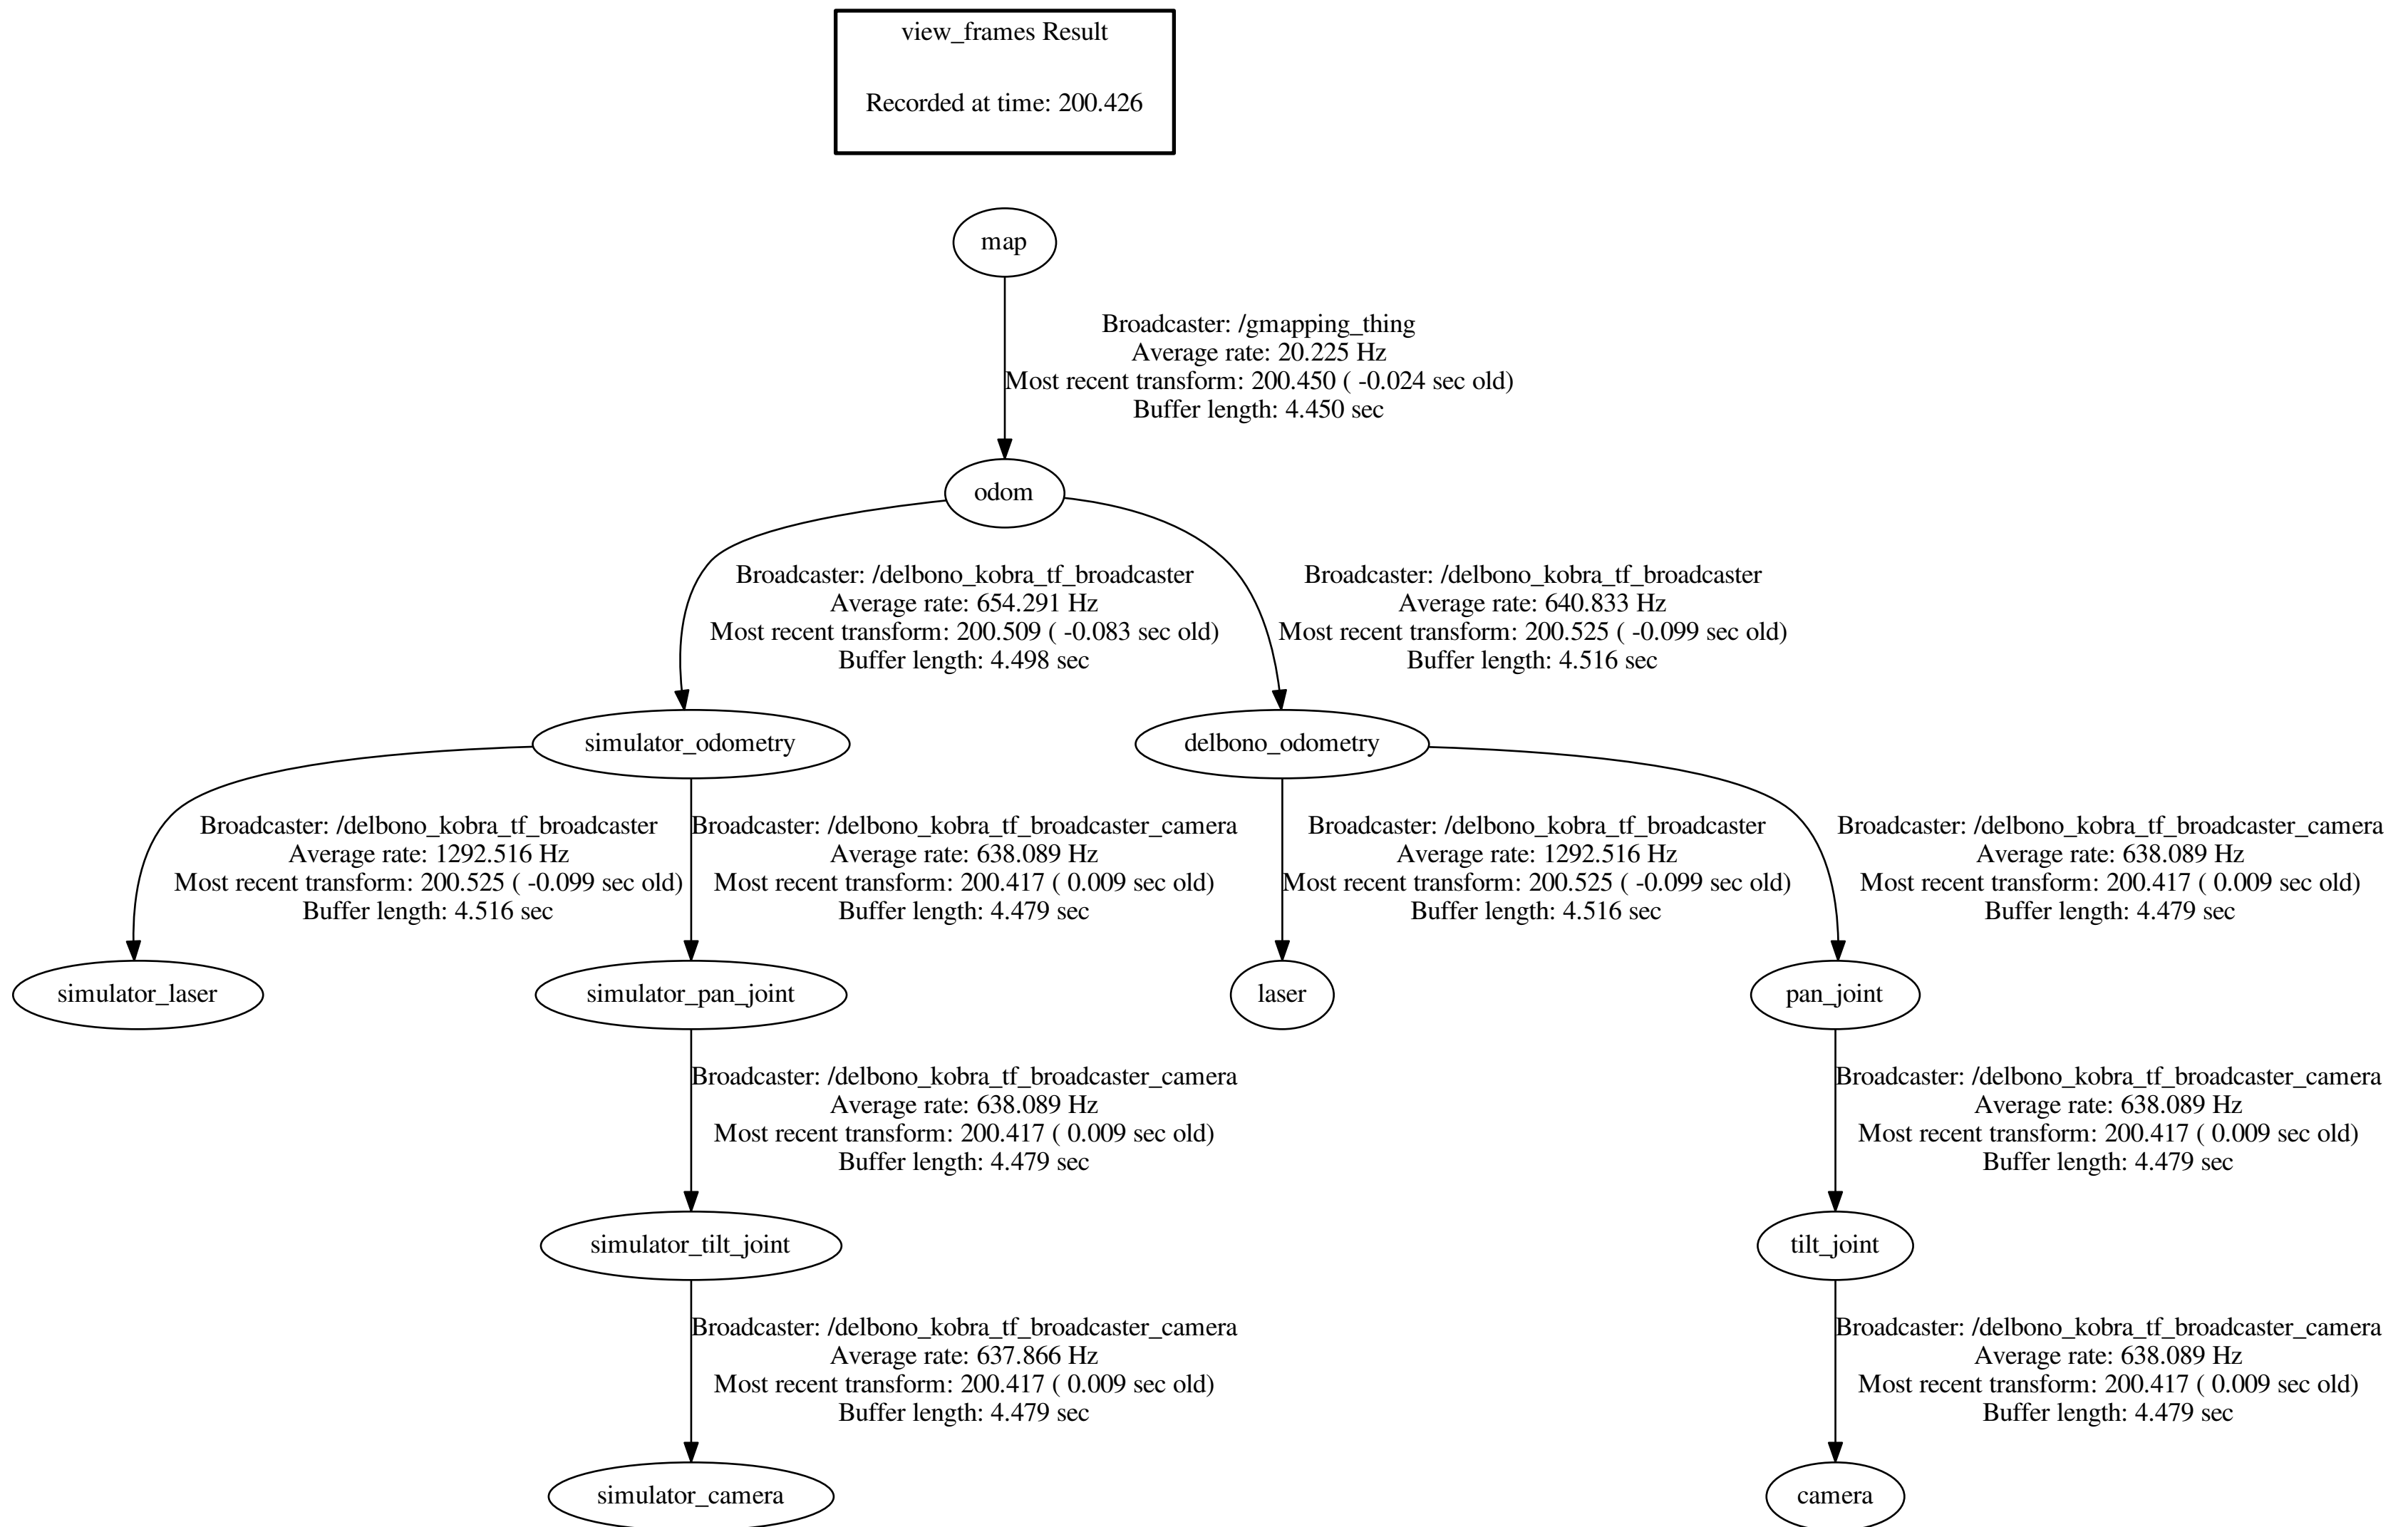 view_frames Result
Recorded at time: 200.426
map
Broadcaster: /gmapping_thing
Average rate: 20.225 Hz
Most recent transform: 200.450 ( -0.024 sec old)
Buffer length: 4.450 sec
odom
Broadcaster: /delbono_kobra_tf_broadcaster
Average rate: 654.291 Hz
Most recent transform: 200.509 ( -0.083 sec old)
Buffer length: 4.498 sec
Broadcaster: /delbono_kobra_tf_broadcaster
Average rate: 640.833 Hz
Most recent transform: 200.525 ( -0.099 sec old)
Buffer length: 4.516 sec
simulator_odometry
delbono_odometry
Broadcaster: /delbono_kobra_tf_broadcaster
Average rate: 1292.516 Hz
Most recent transform: 200.525 ( -0.099 sec old)
Buffer length: 4.516 sec
Broadcaster: /delbono_kobra_tf_broadcaster_camera
Average rate: 638.089 Hz
Most recent transform: 200.417 ( 0.009 sec old)
Buffer length: 4.479 sec
Broadcaster: /delbono_kobra_tf_broadcaster
Average rate: 1292.516 Hz
Most recent transform: 200.525 ( -0.099 sec old)
Buffer length: 4.516 sec
Broadcaster: /delbono_kobra_tf_broadcaster_camera
Average rate: 638.089 Hz
Most recent transform: 200.417 ( 0.009 sec old)
Buffer length: 4.479 sec
simulator_laser
simulator_pan_joint
laser
pan_joint
Broadcaster: /delbono_kobra_tf_broadcaster_camera
Average rate: 638.089 Hz
Most recent transform: 200.417 ( 0.009 sec old)
Buffer length: 4.479 sec
Broadcaster: /delbono_kobra_tf_broadcaster_camera
Average rate: 638.089 Hz
Most recent transform: 200.417 ( 0.009 sec old)
Buffer length: 4.479 sec
simulator_tilt_joint
tilt_joint
Broadcaster: /delbono_kobra_tf_broadcaster_camera
Average rate: 637.866 Hz
Most recent transform: 200.417 ( 0.009 sec old)
Buffer length: 4.479 sec
Broadcaster: /delbono_kobra_tf_broadcaster_camera
Average rate: 638.089 Hz
Most recent transform: 200.417 ( 0.009 sec old)
Buffer length: 4.479 sec
simulator_camera
camera